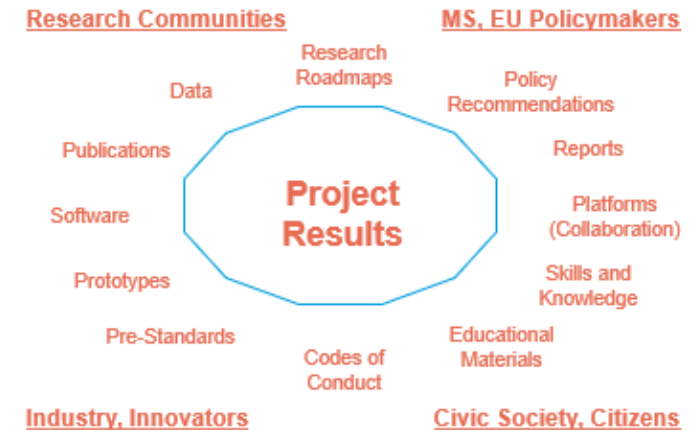 Research Communities
MS, EU Policymakers
Research
Roadmaps
Data
Policy
Recommendations
Publications
Reports
Project
Results
Software
Platforms
(Collaboration)
Prototypes
Skills and
Knowledge
Pre-Standards
Educational
Materials
Codes of
Conduct
Industry, Innovators
Civic Society, Citizens